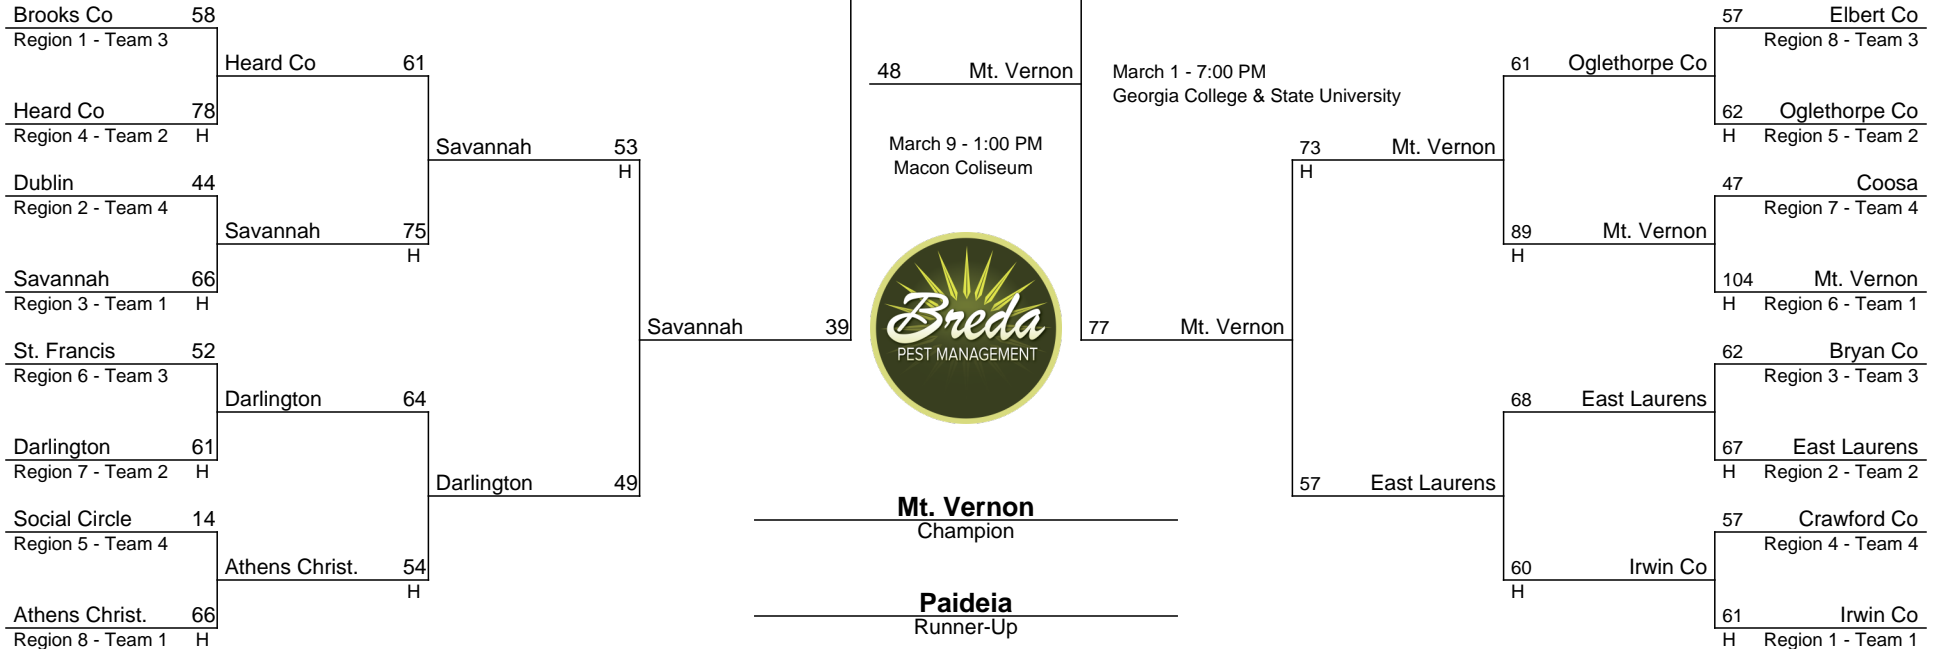 Brooks Co 58
Region 1 - Team 3
Heard Co 61
Heard Co 78
Region 4 - Team 2 H
Savannah 53
H
Dublin 44
Region 2 - Team 4
Savannah 75
H
Savannah 66
Region 3 - Team 1 H
Savannah 39
St. Francis 52
Region 6 - Team 3
Darlington 64
Darlington 61
Region 7 - Team 2 H
Darlington 49
Social Circle 14
Region 5 - Team 4
Athens Christ. 54
H
Athens Christ. 66
Region 8 - Team 1 H
48 Mt. Vernon
March 9 - 1:00 PM
Macon Coliseum
Breda
PEST MANAGEMENT
Mt. Vernon
Champion
Paideia
Runner-Up
March 1 - 7:00 PM
Georgia College & State University
77 Mt. Vernon
73 Mt. Vernon
H
57 East Laurens
61 Oglethorpe Co
89 Mt. Vernon
H
68 East Laurens
60 Irwin Co
H
57 Elbert Co
Region 8 - Team 3
62 Oglethorpe Co
H Region 5 - Team 2
47 Coosa
Region 7 - Team 4
104 Mt. Vernon
H Region 6 - Team 1
62 Bryan Co
Region 3 - Team 3
67 East Laurens
H Region 2 - Team 2
57 Crawford Co
Region 4 - Team 4
61 Irwin Co
H Region 1 - Team 1